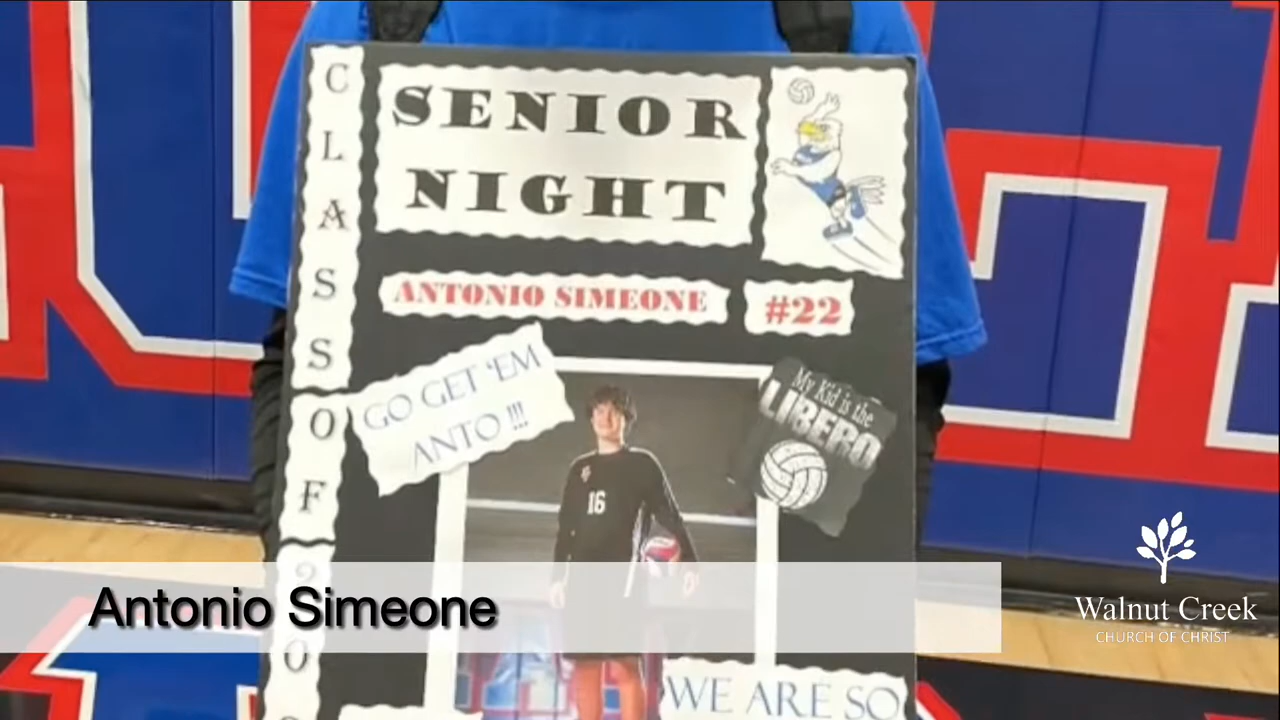 CLASS OF 20
SENIOR
NIGHT
ANTONIO SIMEONE
#22
GO GET 'EM
ANTO !!!
My Kid is the
LIBERO
16
WE ARE SO
Antonio Simeone
Walnut Creek
CHURCH OF CHRIST